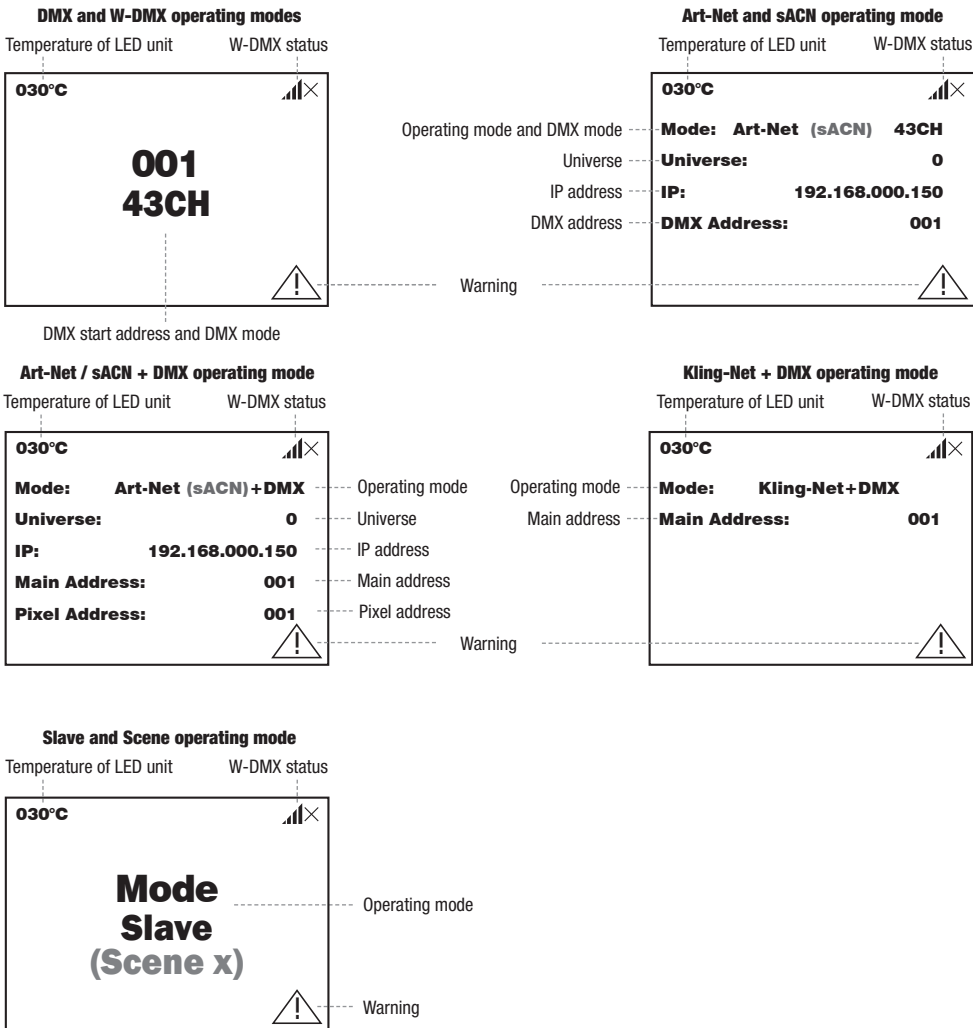 DMX and W-DMX operating modes
Temperature of LED unit W-DMX status
030°C
001
43CH
DMX start address and DMX mode
Art-Net and sACN operating mode
Temperature of LED unit W-DMX status
030°C
Operating mode and DMX mode Mode: Art-Net (sACN) 43CH
Universe Universe: 0
IP address IP: 192.168.000.150
DMX address DMX Address: 001
Warning
Art-Net / sACN + DMX operating mode
Temperature of LED unit W-DMX status
030°C
Mode: Art-Net (sACN)+DMX Operating mode
Universe: 0 Universe
IP: 192.168.000.150 IP address
Main Address: 001 Main address
Pixel Address: 001 Pixel address
Kling-Net + DMX operating mode
Temperature of LED unit W-DMX status
030°C
Operating mode Mode: Kling-Net+DMX
Main address Main Address: 001
Warning
Slave and Scene operating mode
Temperature of LED unit W-DMX status
030°C
Mode
Slave
(Scene x)
Operating mode
Warning